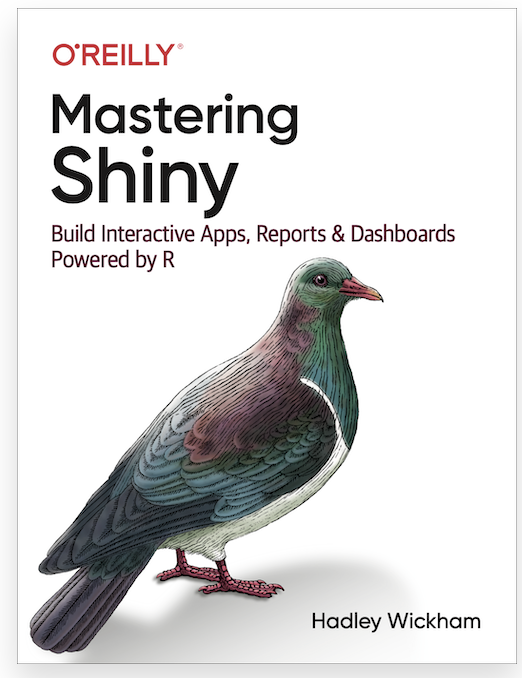 O'REILLY®
Mastering
Shiny
Build Interactive Apps, Reports & Dashboards
Powered by R
Hadley Wickham